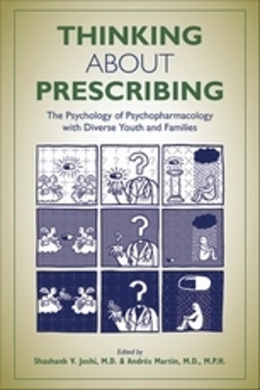 THINKING
ABOUT
PRESCRIBING
The Psychology of Psychopharmacology
with Diverse Youth and Families
? ?
? ?
?
Edited by
Shashank V. Joshi, M.D. & Andrés Martin, M.D., M.P.H.